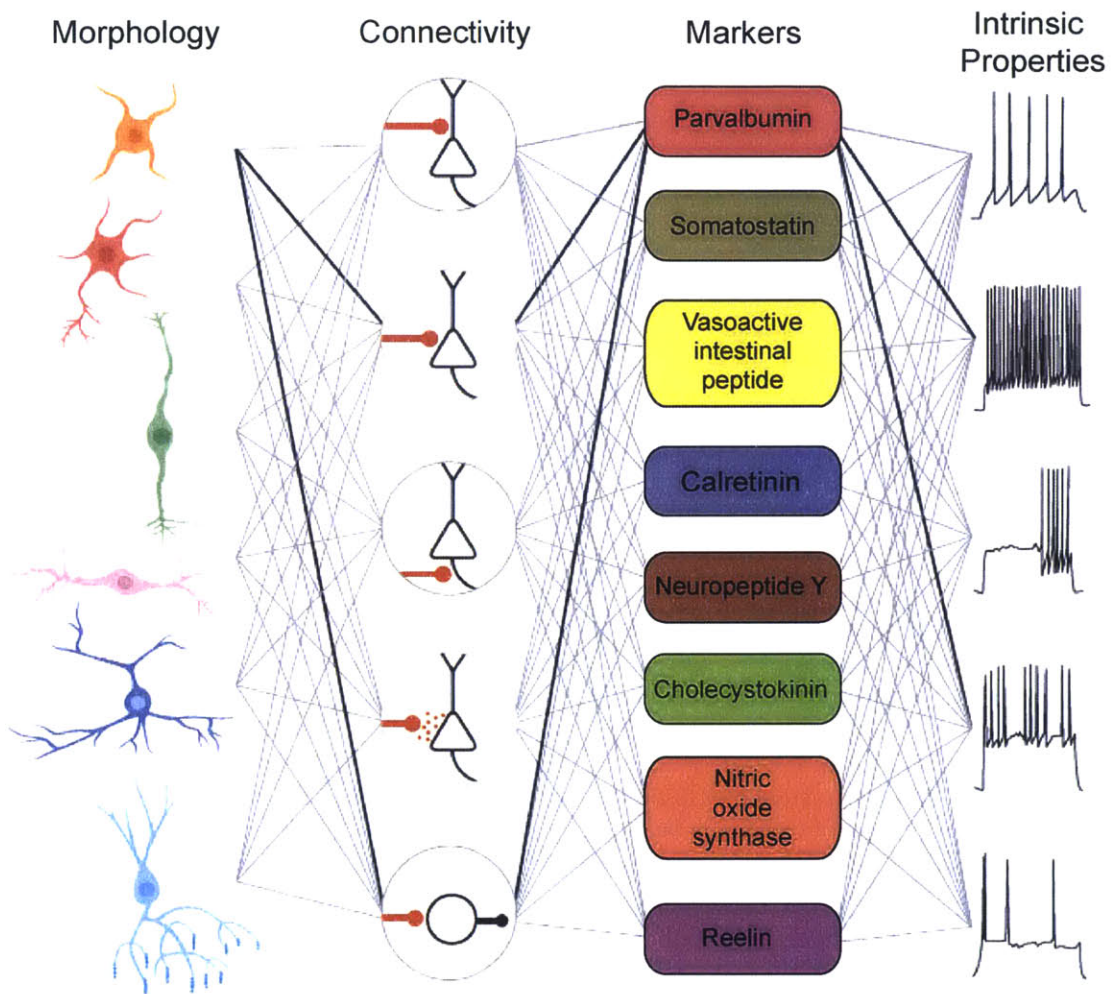 Morphology
Connectivity
Markers
Intrinsic
Properties
Parvalbumin
Somatostatin
Vasoactive
intestinal
peptide
Calretinin
Neuropeptide Y
Cholecystokinin
Nitric
oxide
synthase
Reelin